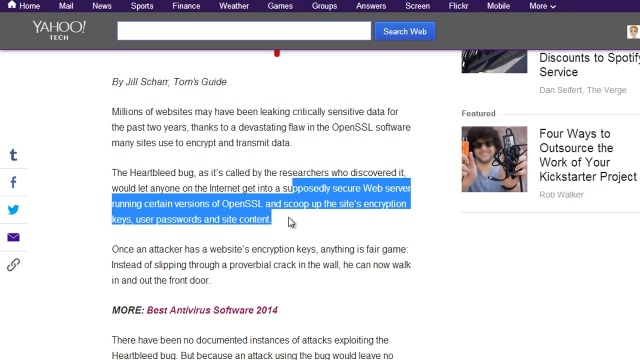 Home Mail News Sports Finance Weather Games Groups Answers Screen Flickr Mobile More
YAHOO!
TECH
Search Web
By Jill Scharr, Tom's Guide
Millions of websites may have been leaking critically sensitive data for
the past two years, thanks to a devastating flaw in the OpenSSL software
many sites use to encrypt and transmit data.
The Heartbleed bug, as it's called by the researchers who discovered it,
would let anyone on the Internet get into a supposedly secure Web server
running certain versions of OpenSSL and scoop up the site's encryption
keys, user passwords and site content.
Once an attacker has a website's encryption keys, anything is fair game:
Instead of slipping through a proverbial crack in the wall, he can now walk
in and out the front door.
MORE: Best Antivirus Software 2014
There have been no documented instances of attacks exploiting the
Heartbleed bug. But because an attack using the bug would leave no
Discounts to Spotify
Service
Dan Seifert, The Verge
Featured
Four Ways to
Outsource the
Work of Your
Kickstarter Project
Rob Walker